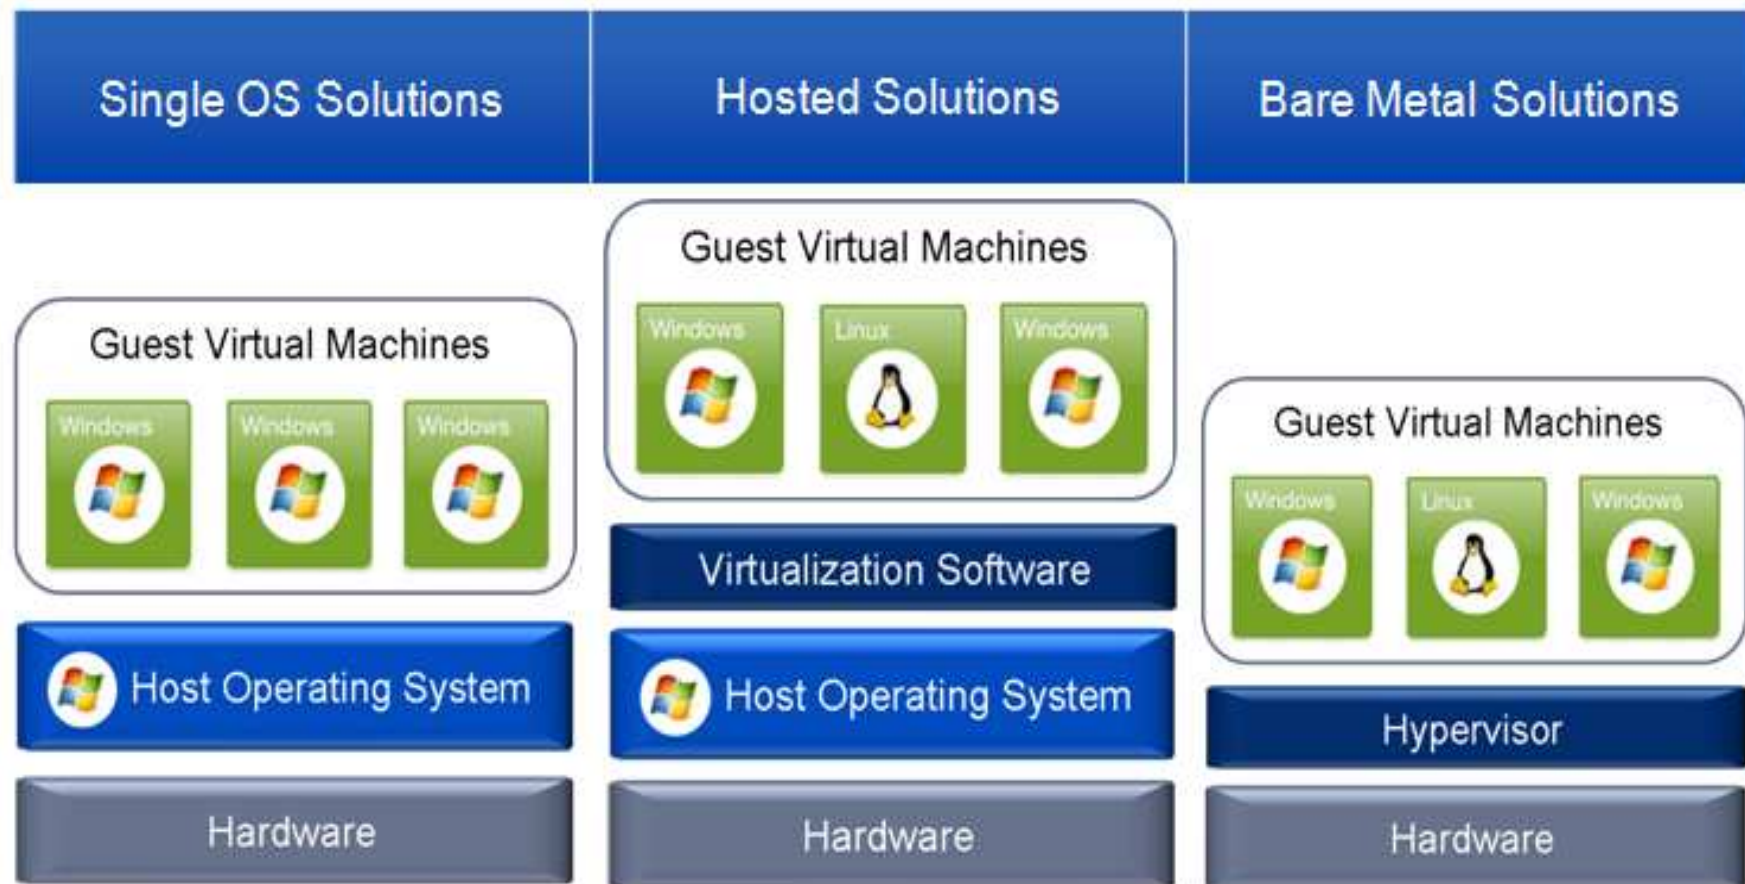 Single OS Solutions
Hosted Solutions
Bare Metal Solutions
Guest Virtual Machines
Windows
Windows
Windows
Host Operating System
Hardware
Guest Virtual Machines
Windows
Linux
Windows
Virtualization Software
Host Operating System
Hardware
Guest Virtual Machines
Windows
Linux
Windows
Hypervisor
Hardware